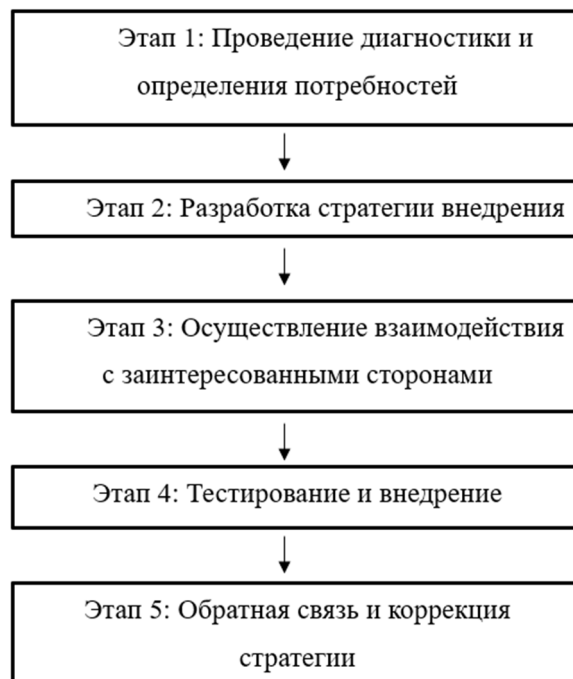 Этап 1: Проведение диагностики и
определения потребностей
Этап 2: Разработка стратегии внедрения
Этап 3: Осуществление взаимодействия
с заинтересованными сторонами
Этап 4: Тестирование и внедрение
Этап 5: Обратная связь и коррекция
стратегии